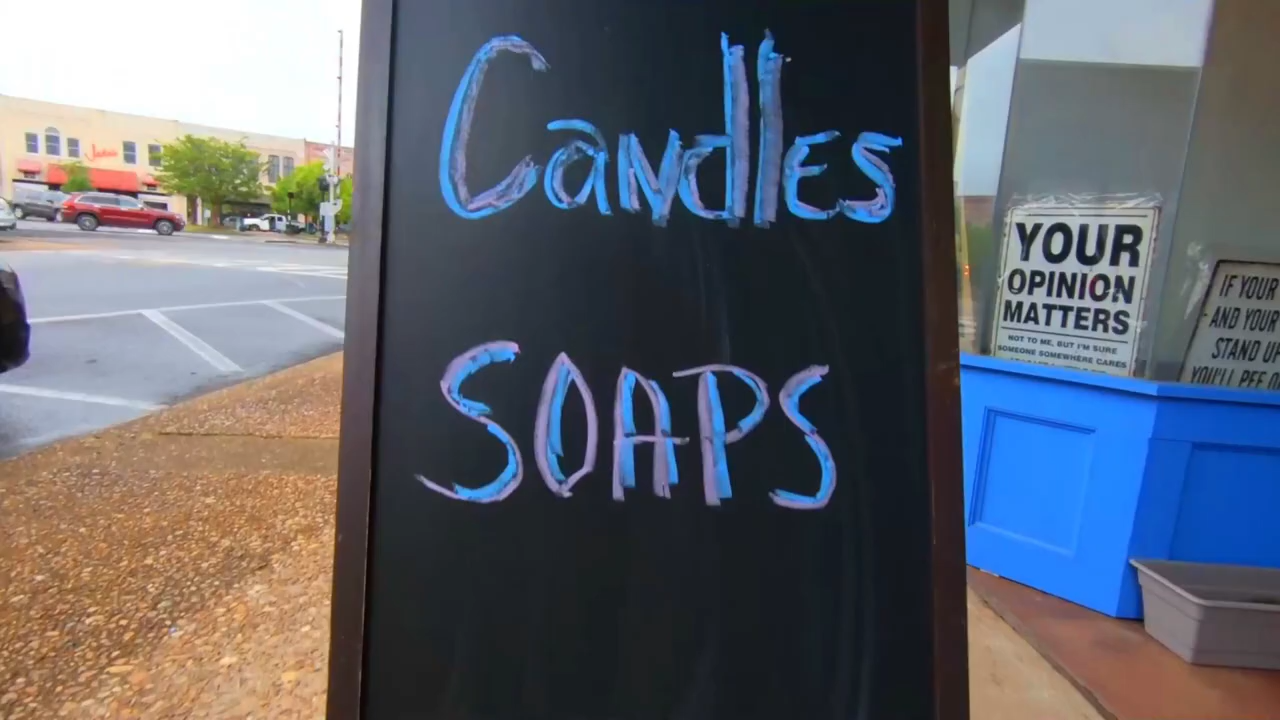 Candles
SOAPS
YOUR
OPINION
MATTERS
NOT TO ME, BUT I'M SURE
SOMEONE SOMEWHERE CARES
IF YOUR
AND YOUR
STAND UP
YOU'LL PEE